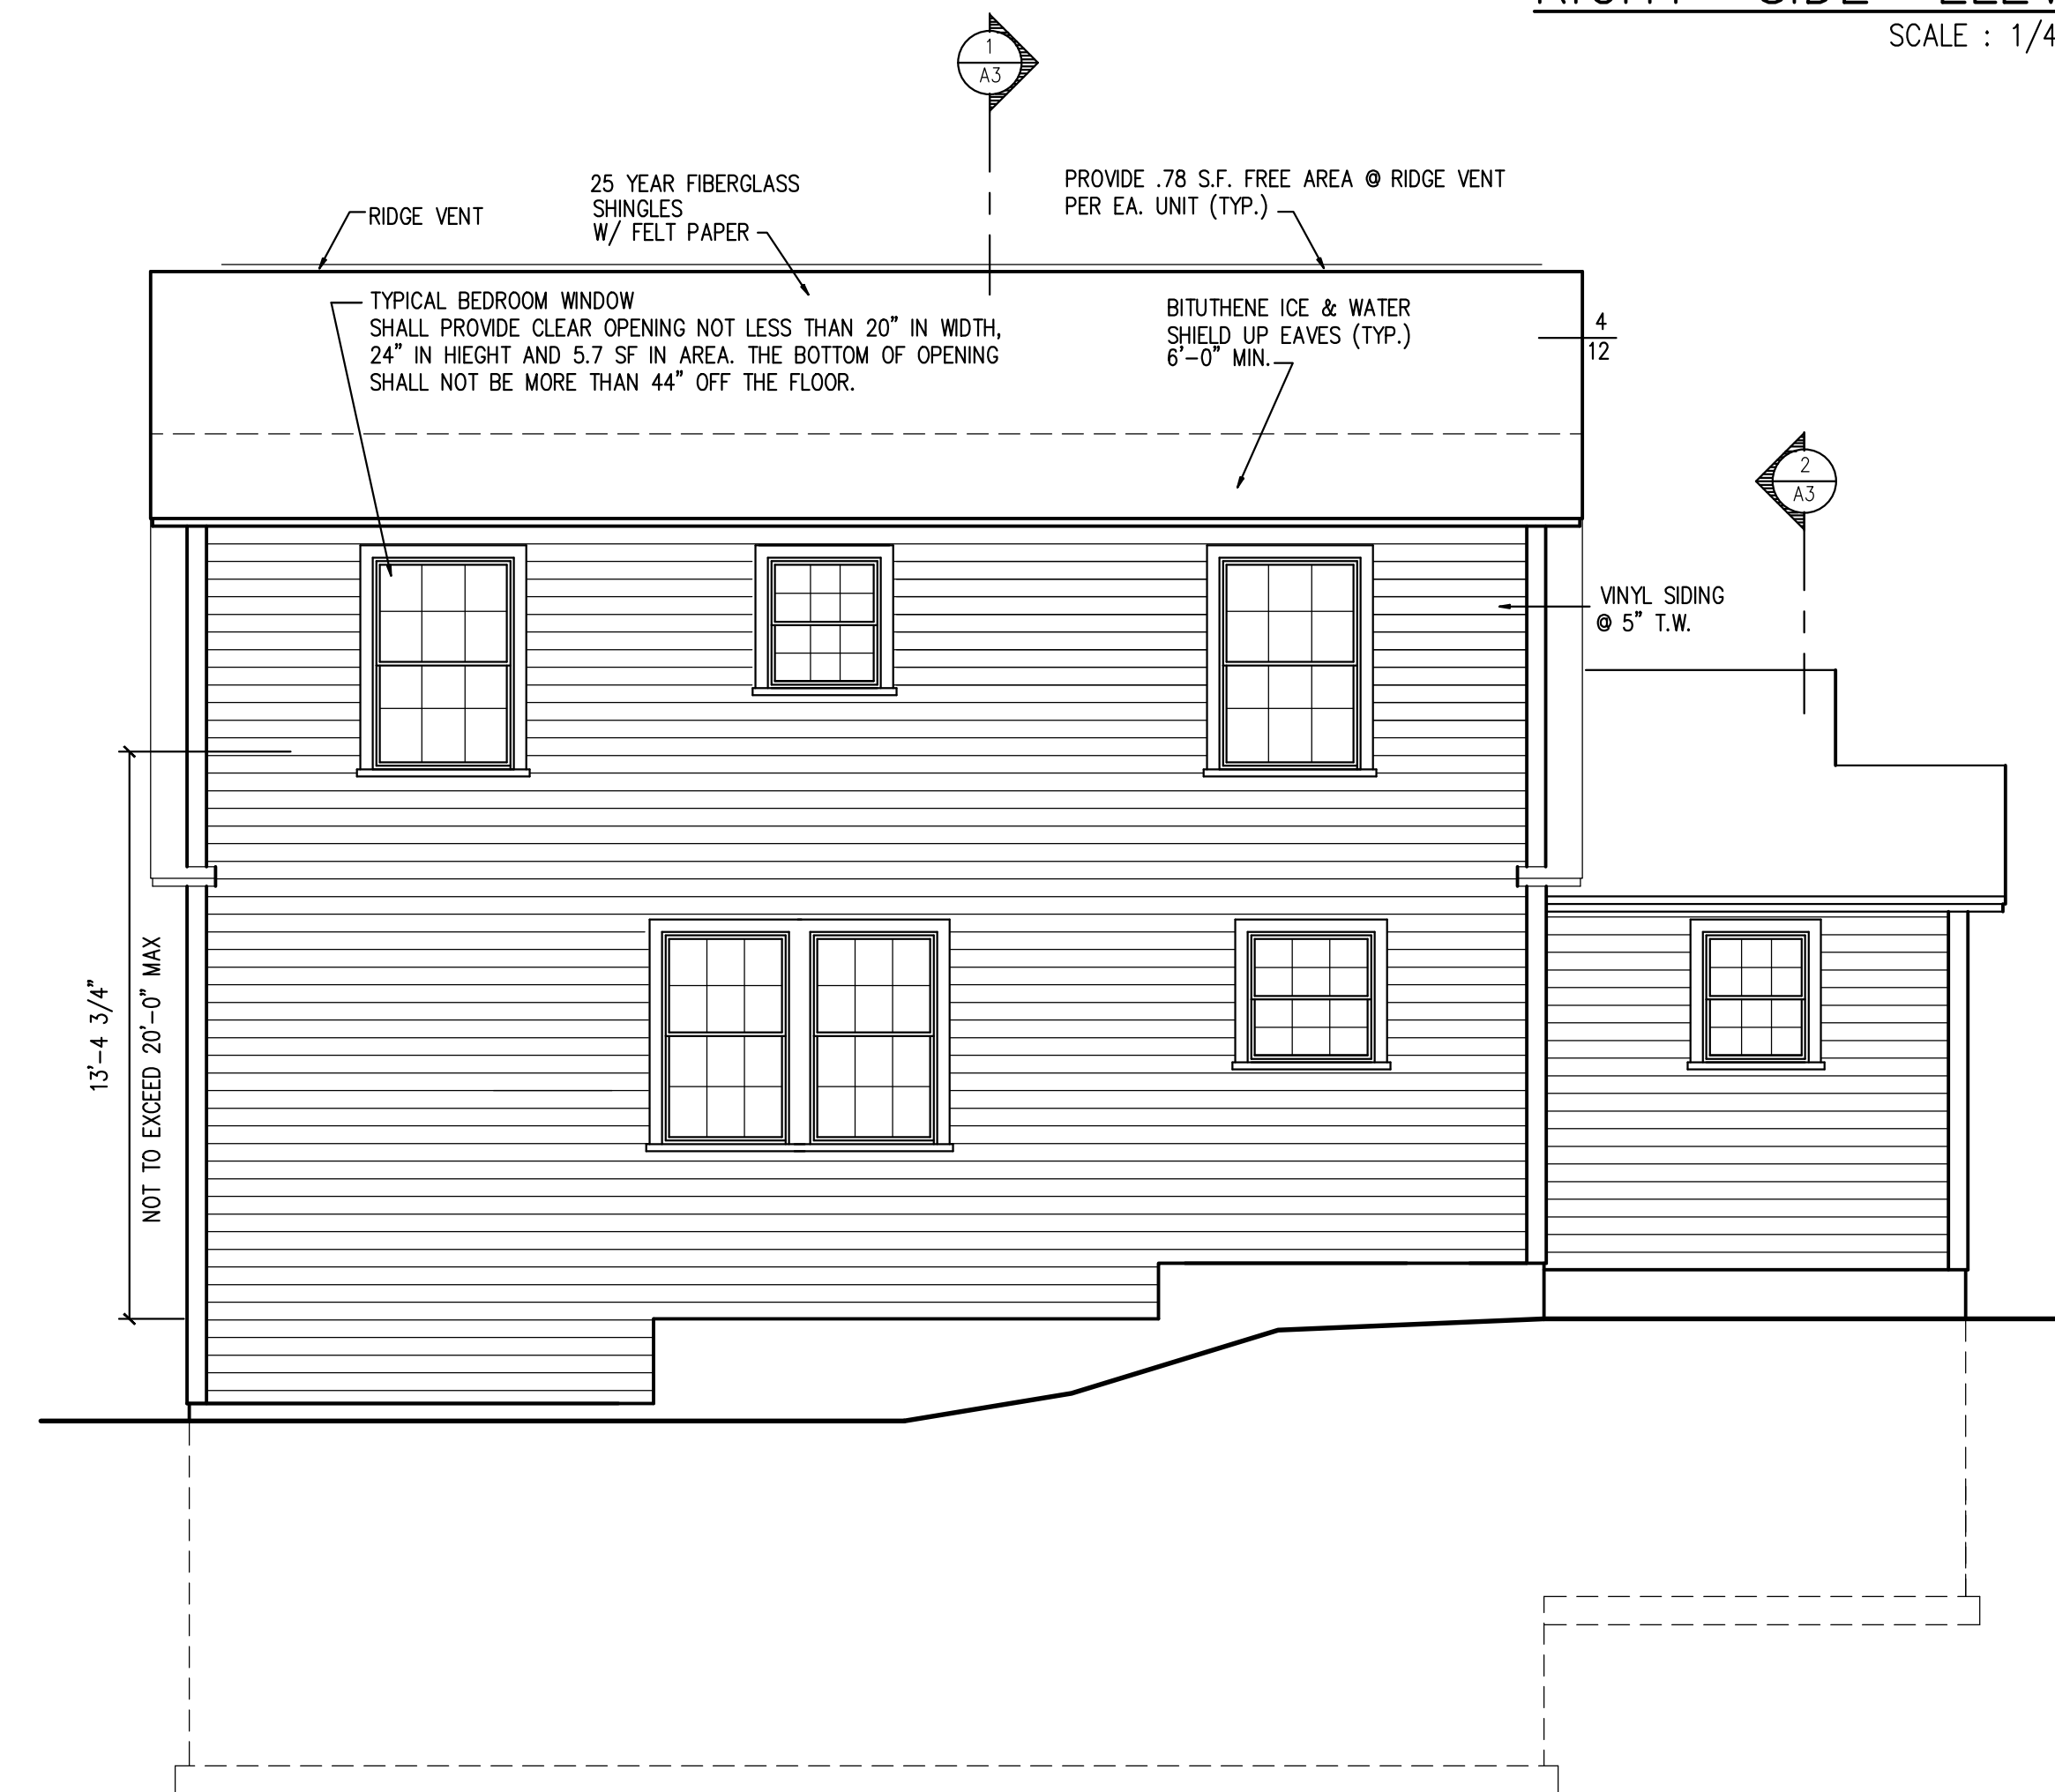 SCALE : 1/4
1
A3
25 YEAR FIBERGLASS
SHINGLES
W/ FELT PAPER
PROVIDE .78 S.F. FREE AREA @ RIDGE VENT
PER EA. UNIT (TYP.)
RIDGE VENT
TYPICAL BEDROOM WINDOW
SHALL PROVIDE CLEAR OPENING NOT LESS THAN 20" IN WIDTH,
24" IN HIEGHT AND 5.7 SF IN AREA. THE BOTTOM OF OPENING
SHALL NOT BE MORE THAN 44" OFF THE FLOOR.
BITUTHENE ICE & WATER
SHIELD UP EAVES (TYP.)
6'-0" MIN.
4
12
2
A3
VINYL SIDING
@ 5" T.W.
13'-4 3/4"
NOT TO EXCEED 20'-0" MAX